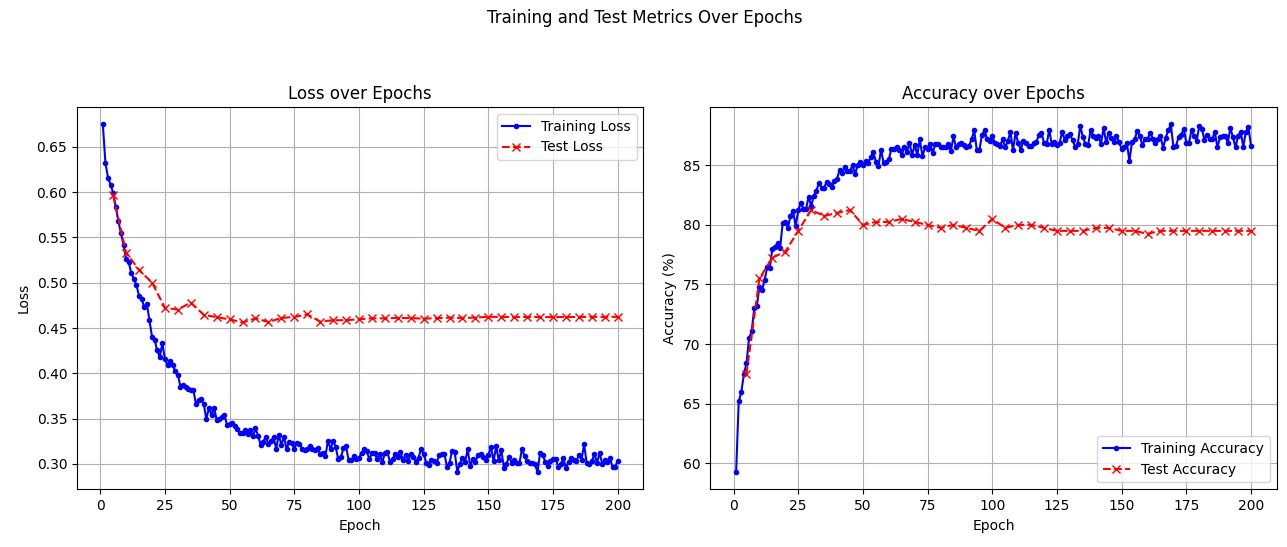 Training and Test Metrics Over Epochs
Loss over Epochs
Training Loss
Test Loss
0.65
0.60
0.55
0.50
0.45
0.40
0.35
0.30
Loss
0 25 50 75 100 125 150 175 200
Epoch
Accuracy over Epochs
85
80
75
70
65
60
Accuracy (%)
Training Accuracy
Test Accuracy
0 25 50 75 100 125 150 175 200
Epoch